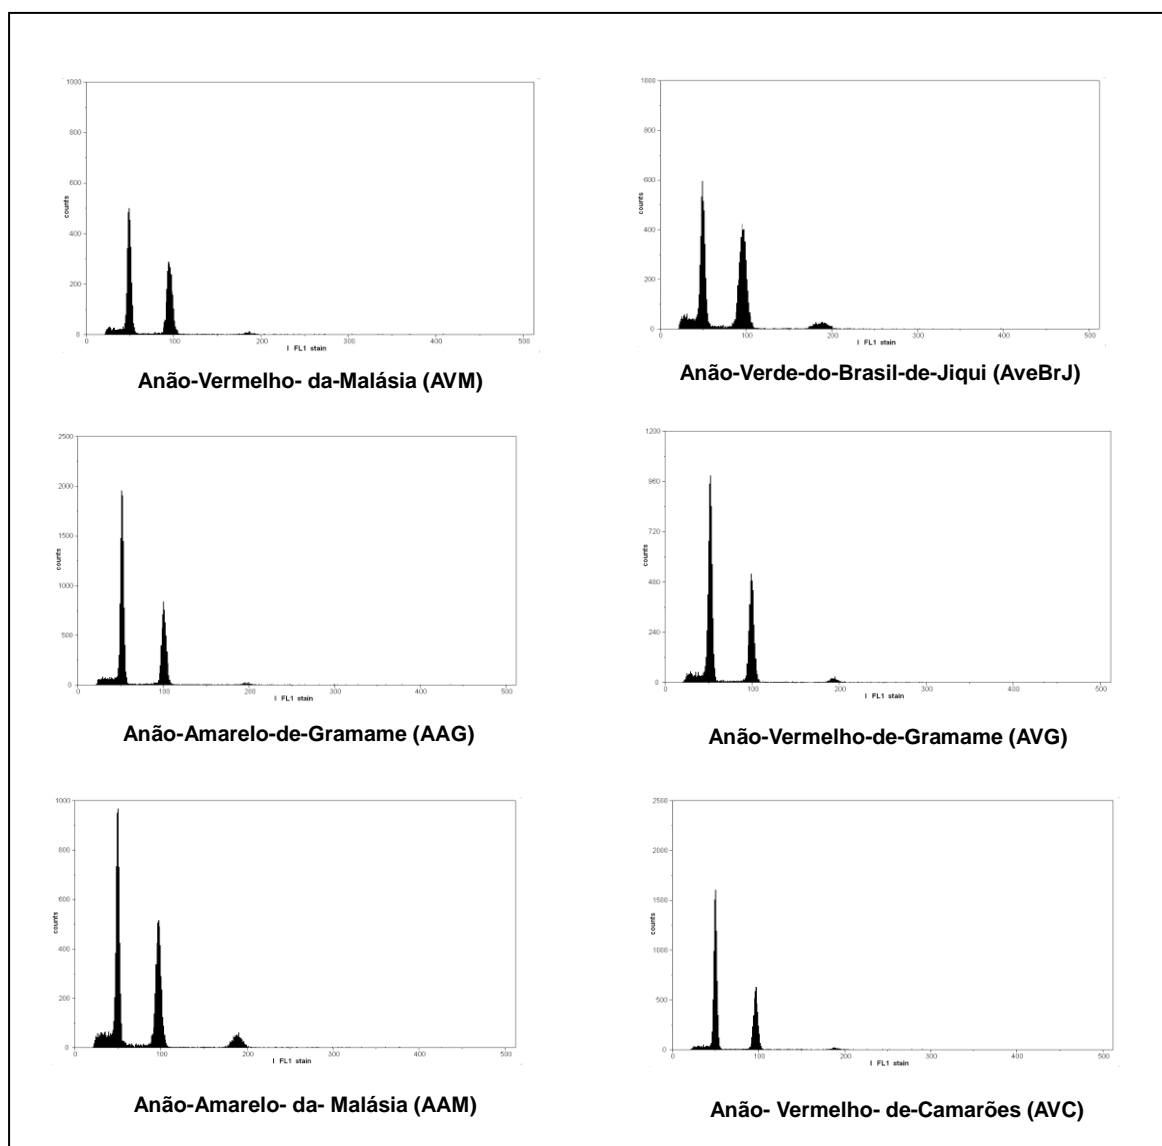 1000
800
600
400
200
0
counts
0 100 200 300 400 500
I FL1 stain
Anão-Vermelho- da-Malásia (AVM)
1000
800
600
400
200
0
counts
0 100 200 300 400 500
I FL1 stain
Anão-Verde-do-Brasil-de-Jiqui (AveBrJ)
2500
2000
1500
1000
500
0
counts
0 100 200 300 400 500
I FL1 stain
Anão-Amarelo-de-Gramame (AAG)
1200
960
720
480
240
0
counts
0 100 200 300 400 500
I FL1 stain
Anão-Vermelho-de-Gramame (AVG)
1000
800
600
400
200
0
counts
0 100 200 300 400 500
I FL1 stain
Anão-Amarelo- da- Malásia (AAM)
2500
2000
1500
1000
500
0
counts
0 100 200 300 400 500
I FL1 stain
Anão- Vermelho- de-Camarões (AVC)